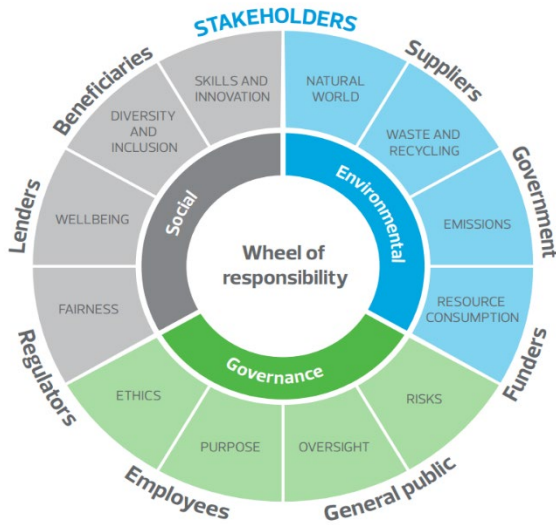 STAKEHOLDERS
Suppliers
Government
Funders
General public
Employees
Regulators
Lenders
Beneficiaries
SKILLS AND
INNOVATION
NATURAL
WORLD
DIVERSITY
AND
INCLUSION
WASTE AND
RECYCLING
WELLBEING
EMISSIONS
FAIRNESS
RESOURCE
CONSUMPTION
ETHICS
RISKS
PURPOSE
OVERSIGHT
Social
Environmental
Governance
Wheel of
responsibility